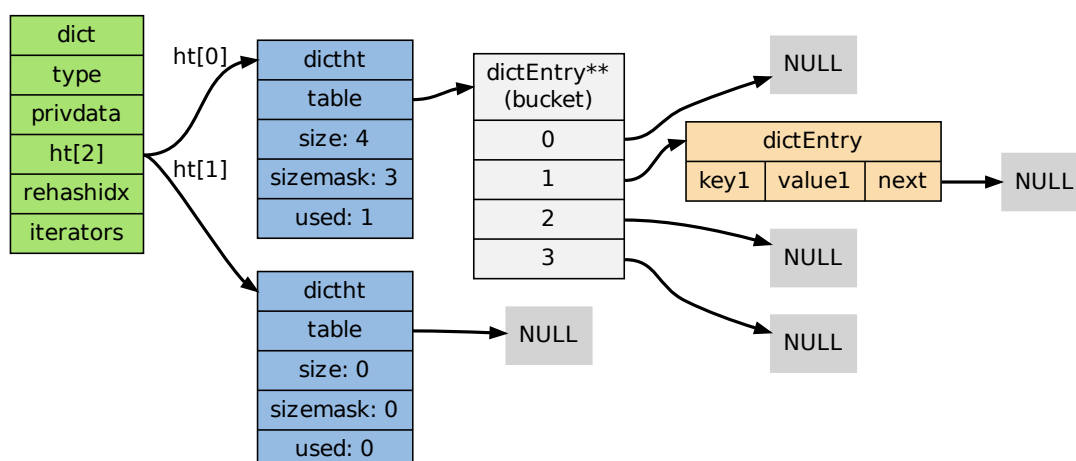 dict
type
privdata
ht[2]
rehashidx
iterators
ht[0]
ht[1]
dictht
table
size: 4
sizemask: 3
used: 1
dictht
table
size: 0
sizemask: 0
used: 0
dictEntry**
(bucket)
0
1
2
3
NULL
NULL
dictEntry
key1 value1 next
NULL
NULL
NULL